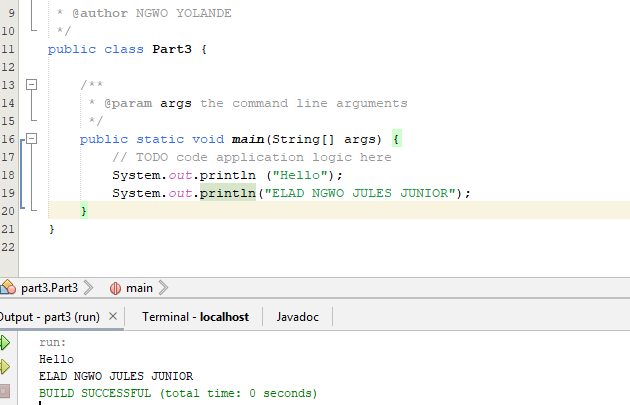 9 * @author NGWO YOLANDE
10 */
11 public class Part3 {
12
13 /**
14 * @param args the command line arguments
15 */
16 public static void main(String[] args) {
17 // TODO code application logic here
18 System.out.println ("Hello");
19 System.out.println("ELAD NGWO JULES JUNIOR");
20 }
21 }
22
part3.Part3 main
Output - part3 (run) × Terminal - localhost Javadoc
run:
Hello
ELAD NGWO JULES JUNIOR
BUILD SUCCESSFUL (total time: 0 seconds)